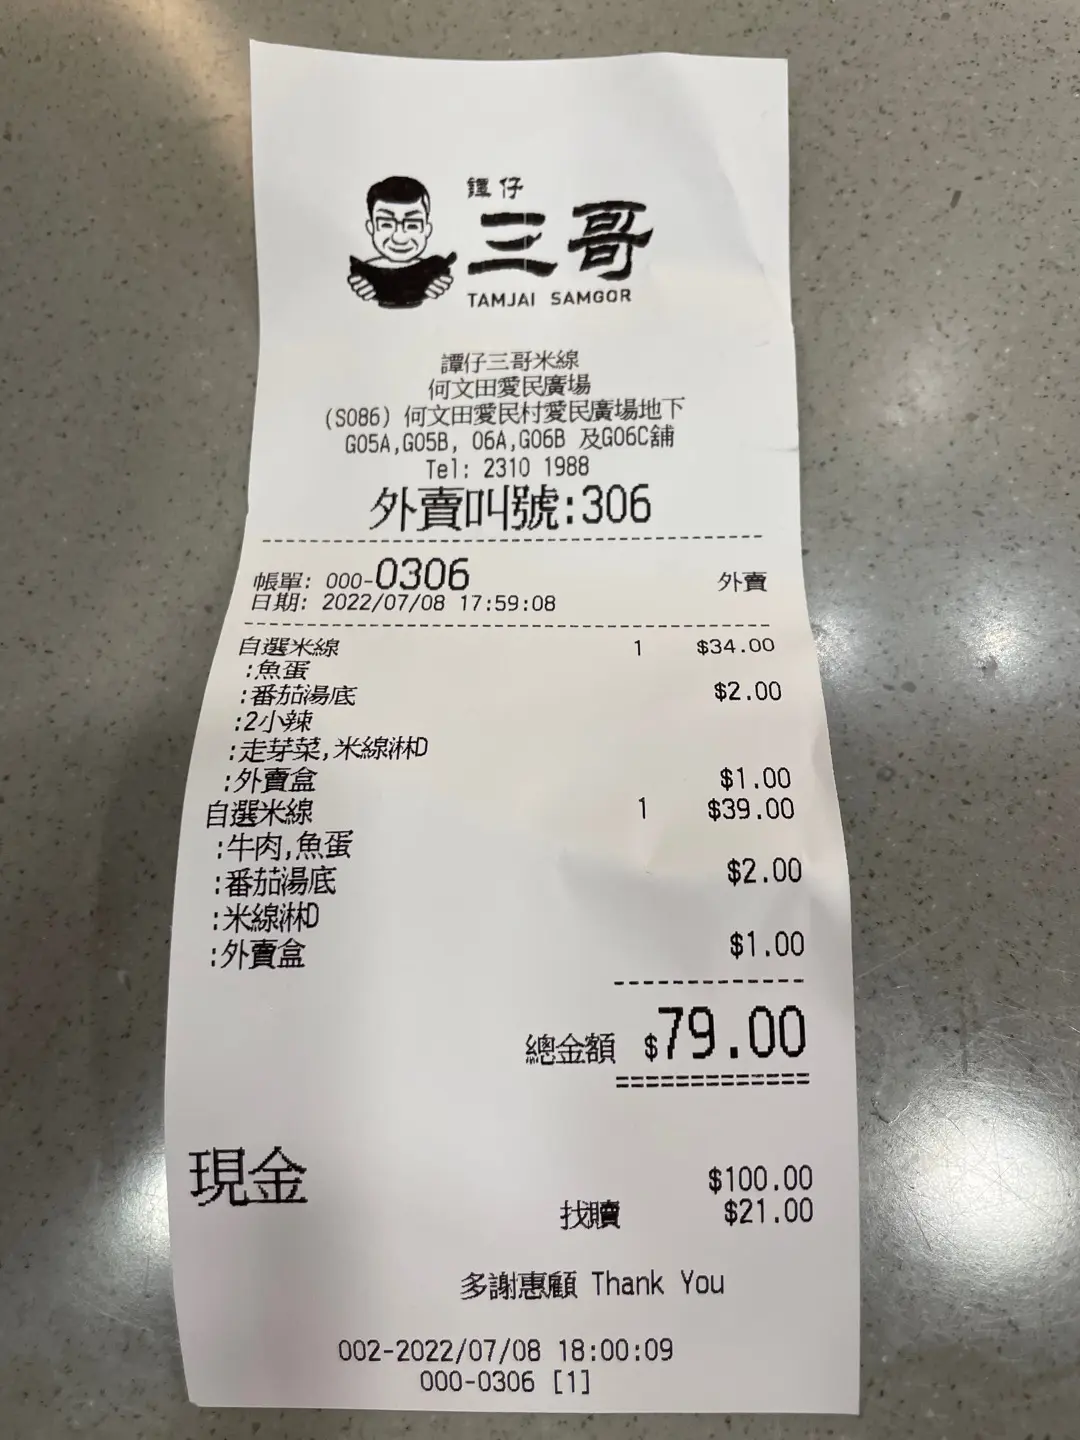 譚仔
三哥
TAMJAI SAMGOR
譚仔三哥米線
何文田愛民廣場
(S086) 何文田愛民村愛民廣場地下
G05A,G05B, 06A,G06B 及G06C舖
Tel: 2310 1988
外賣叫號:306
帳單: 000-0306 外賣
日期: 2022/07/08 17:59:08
自選米線 1 $34.00
:魚蛋
:番茄湯底 $2.00
:2小辣
:走芽菜,米線淋D
:外賣盒 $1.00
自選米線 1 $39.00
:牛肉,魚蛋
:番茄湯底 $2.00
:米線淋D
:外賣盒 $1.00
總金額 $79.00
現金 $100.00
找贖 $21.00
多謝惠顧 Thank You
002-2022/07/08 18:00:09
000-0306 [1]